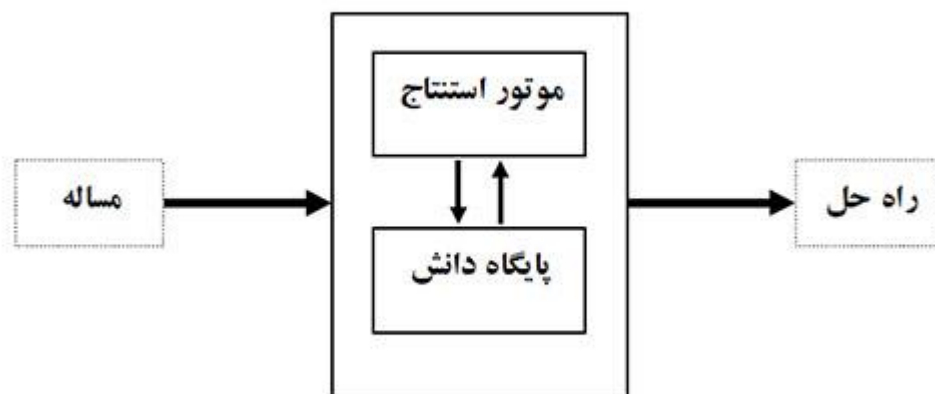 موتور استنتاج
مساله
راه حل
پایگاه دانش